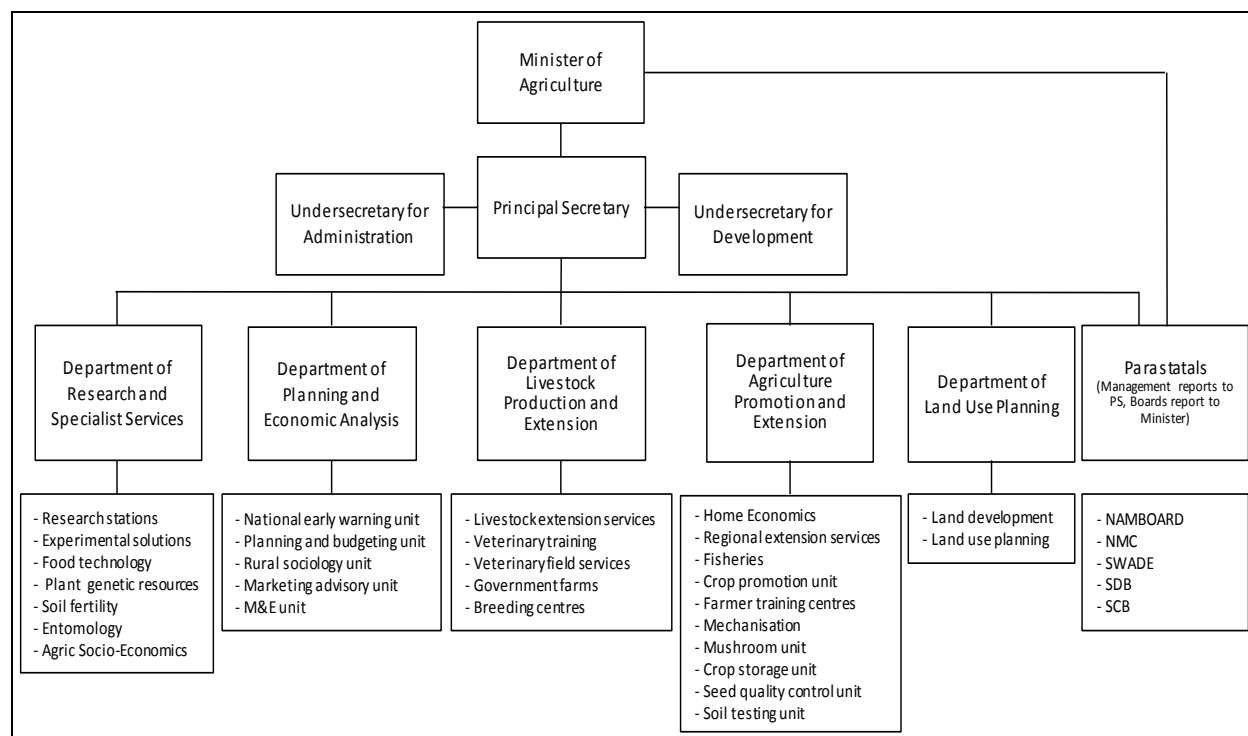 Minister of
Agriculture
Undersecretary for
Administration
Principal Secretary
Undersecretary for
Development
Department of
Research and
Specialist Services
Department of
Planning and
Economic Analysis
Department of
Livestock
Production and
Extension
Department of
Agriculture
Promotion and
Extension
Department of
Land Use Planning
Parastatals
(Management reports to
PS, Boards report to
Minister)
- Research stations
- Experimental solutions
- Food technology
- Plant genetic resources
- Soil fertility
- Entomology
- Agric Socio-Economics
- National early warning unit
- Planning and budgeting unit
- Rural sociology unit
- Marketing advisory unit
- M&E unit
- Livestock extension services
- Veterinary training
- Veterinary field services
- Government farms
- Breeding centres
- Home Economics
- Regional extension services
- Fisheries
- Crop promotion unit
- Farmer training centres
- Mechanisation
- Mushroom unit
- Crop storage unit
- Seed quality control unit
- Soil testing unit
- Land development
- Land use planning
- NAMBOARD
- NMC
- SWADE
- SDB
- SCB